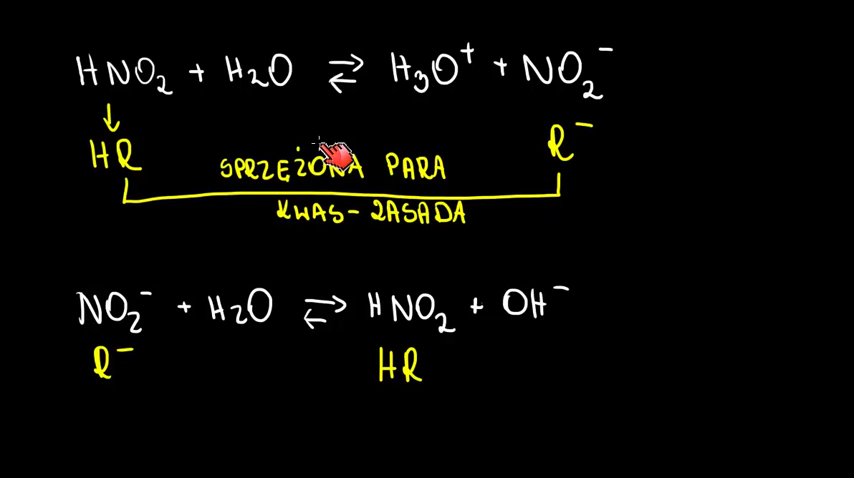 HNO₂ + H₂O ⇌ H₃O⁺ + NO₂⁻
HR R⁻
SPRZĘŻONA PARA
KWAS-ZASADA
NO₂⁻ + H₂O ⇌ HNO₂ + OH⁻
R⁻ HR